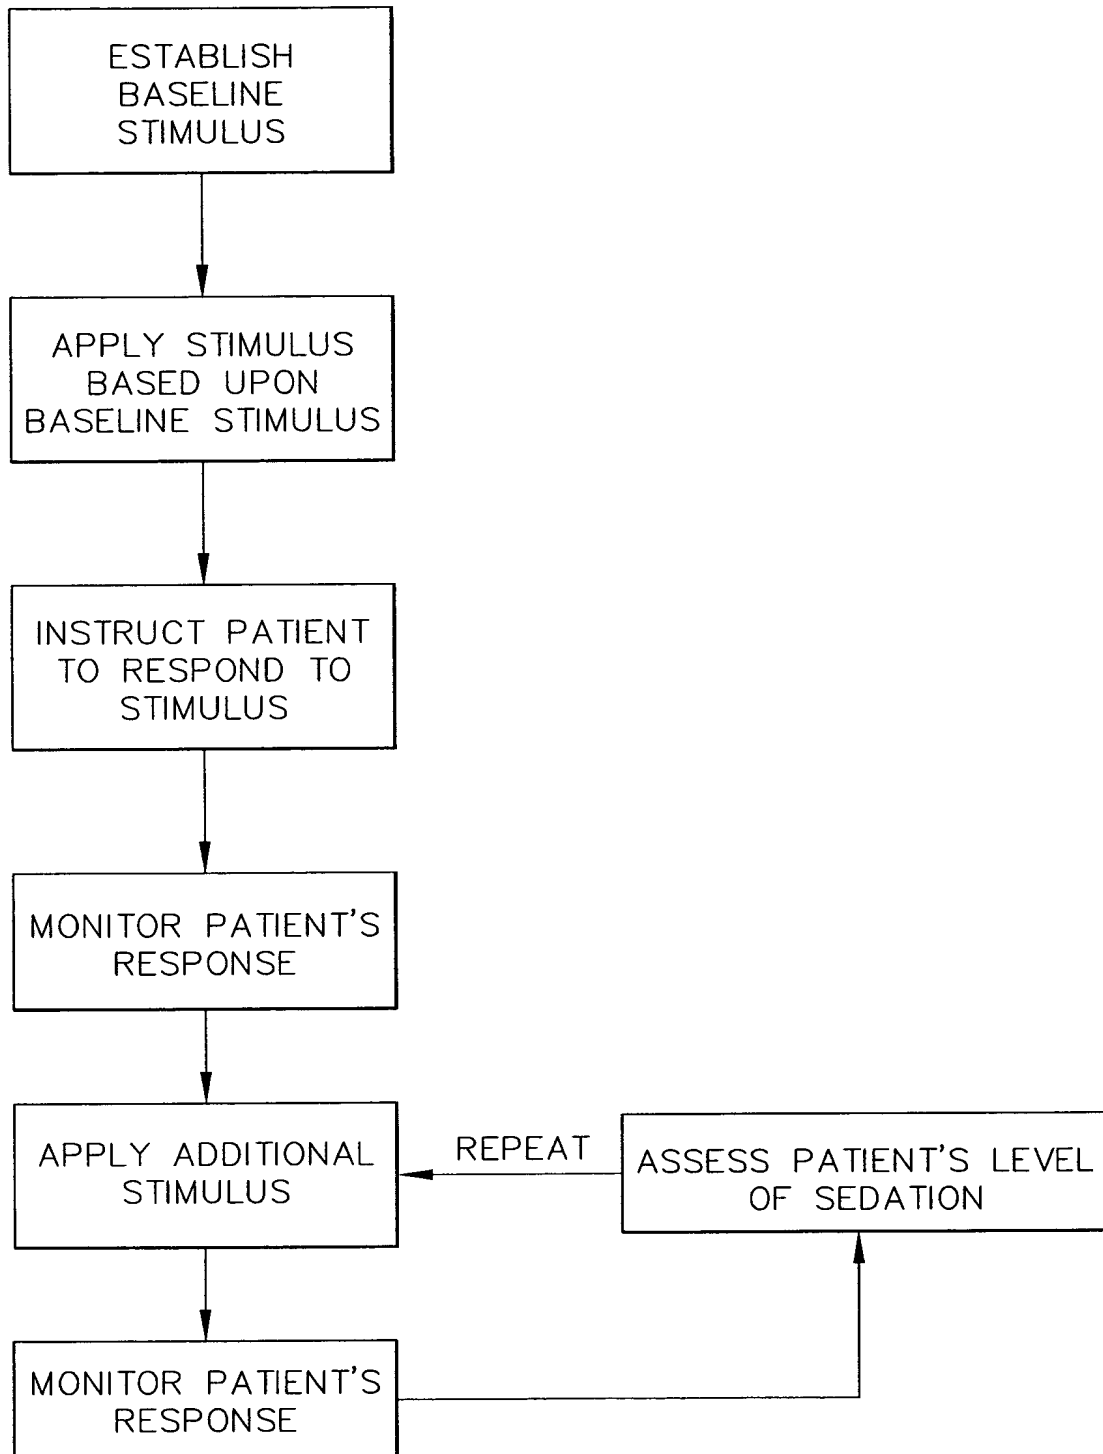 ESTABLISH
BASELINE
STIMULUS
APPLY STIMULUS
BASED UPON
BASELINE STIMULUS
INSTRUCT PATIENT
TO RESPOND TO
STIMULUS
MONITOR PATIENT'S
RESPONSE
APPLY ADDITIONAL
STIMULUS
REPEAT
ASSESS PATIENT'S LEVEL
OF SEDATION
MONITOR PATIENT'S
RESPONSE